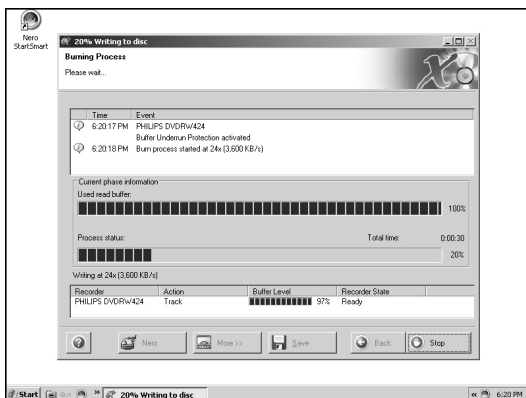 Nero
StartSmart
20% Writing to disc
Burning Process
Please wait...
Time Event
6:20:17 PM PHILIPS DVDRW424
Buffer Underrun Protection activated
6:20:18 PM Burn process started at 24x (3,600 KB/s)
Current phase information
Used read buffer:
100%
Process status: Total time: 0:00:30
20%
Writing at 24x (3,600 KB/s)
Recorder Action Buffer Level Recorder State
PHILIPS DVDRW424 Track 97% Ready
Nero More >> Save Back Stop
Start 20% Writing to disc 6:20 PM